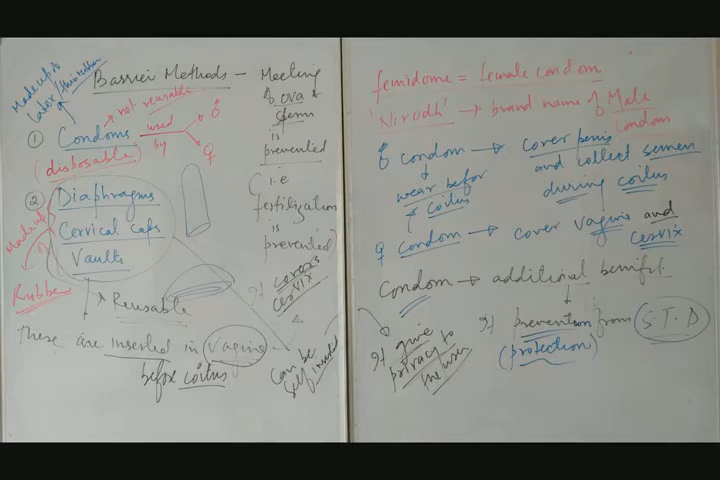 Barrier Methods - Meeting
of ova &
sperm
is
prevented
(i.e
fertilization
is
prevented)
Made up of
Latex/thin rubber
→ not reusable
① Condoms
(disposable)
used
by
♂
♀
② Diaphragms
Cervical Caps
Vaults
Made up of
Rubber
It covers
cervix
→ Reusable
These are inserted in vagina
before coitus
can be
self inserted
femidome = female condom
'Nirodh' → brand name of Male
Condom
♂ condom → cover penis
and collect semen
during coitus
wear before
coitus
♀ Condom → cover vagina and
cervix
Condom → additional benifit
It prevention from S.T.D
(protection)
It give
privacy to
the user